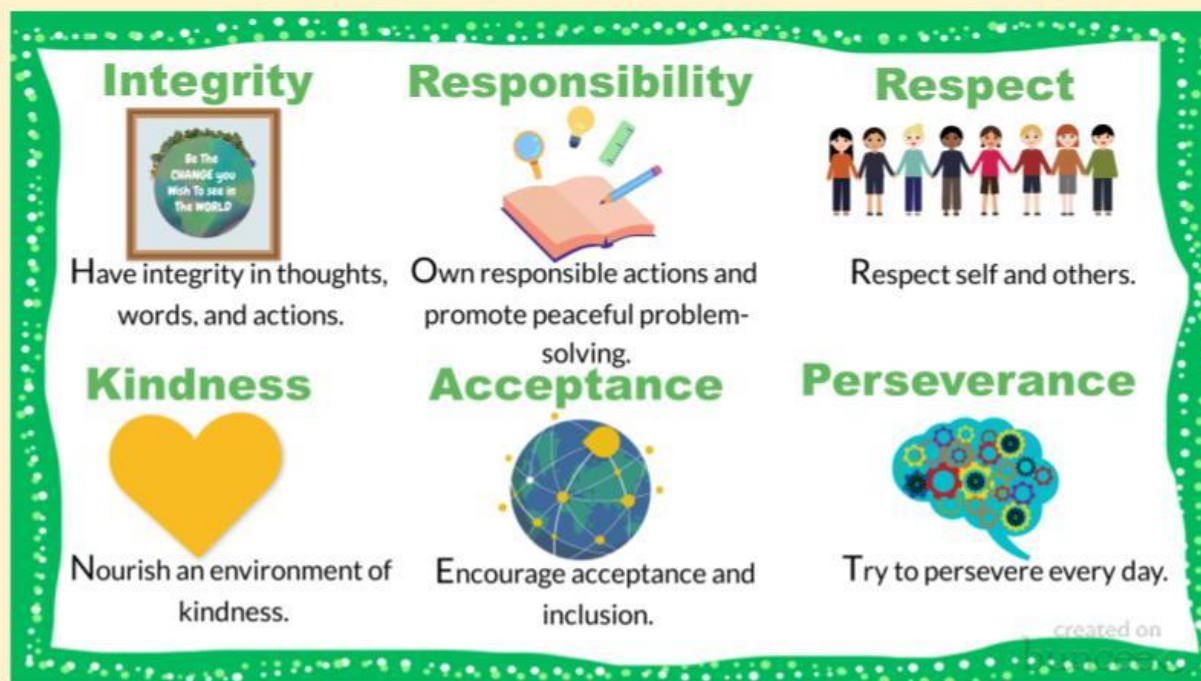 Integrity
Be The
CHANGE you
Wish To see in
The WORLD
Have integrity in thoughts,
words, and actions.
Responsibility
Own responsible actions and
promote peaceful problem-
solving.
Respect
Respect self and others.
Kindness
Nourish an environment of
kindness.
Acceptance
Encourage acceptance and
inclusion.
Perseverance
Try to persevere every day.
created on